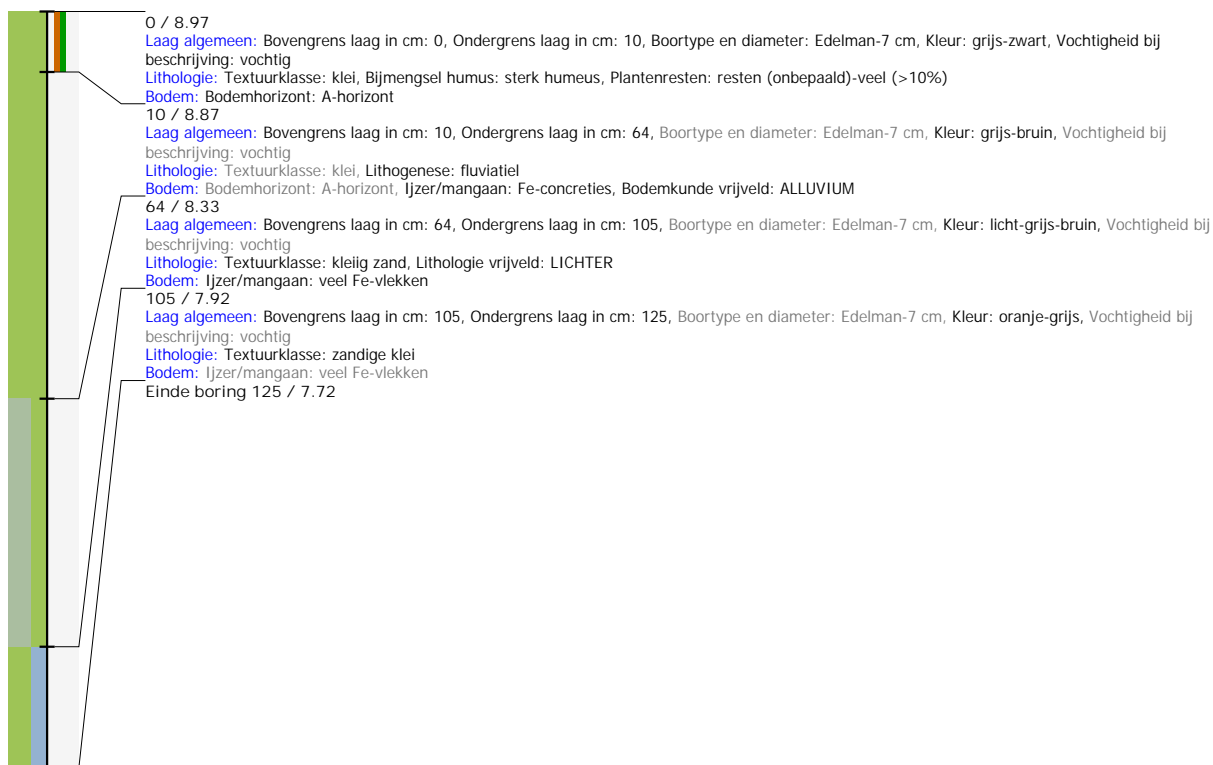 0 / 8.97
Laag algemeen: Bovengrens laag in cm: 0, Ondergrens laag in cm: 10, Boortype en diameter: Edelman-7 cm, Kleur: grijs-zwart, Vochtigheid bij
beschrijving: vochtig
Lithologie: Textuurklasse: klei, Bijmengsel humus: sterk humeus, Plantenresten: resten (onbepaald)-veel (>10%)
Bodem: Bodemhorizont: A-horizont
10 / 8.87
Laag algemeen: Bovengrens laag in cm: 10, Ondergrens laag in cm: 64, Boortype en diameter: Edelman-7 cm, Kleur: grijs-bruin, Vochtigheid bij
beschrijving: vochtig
Lithologie: Textuurklasse: klei, Lithogenese: fluviatiel
Bodem: Bodemhorizont: A-horizont, Ijzer/mangaan: Fe-concreties, Bodemkunde vrijveld: ALLUVIUM
64 / 8.33
Laag algemeen: Bovengrens laag in cm: 64, Ondergrens laag in cm: 105, Boortype en diameter: Edelman-7 cm, Kleur: licht-grijs-bruin, Vochtigheid bij
beschrijving: vochtig
Lithologie: Textuurklasse: kleiig zand, Lithologie vrijveld: LICHTER
Bodem: Ijzer/mangaan: veel Fe-vlekken
105 / 7.92
Laag algemeen: Bovengrens laag in cm: 105, Ondergrens laag in cm: 125, Boortype en diameter: Edelman-7 cm, Kleur: oranje-grijs, Vochtigheid bij
beschrijving: vochtig
Lithologie: Textuurklasse: zandige klei
Bodem: Ijzer/mangaan: veel Fe-vlekken
Einde boring 125 / 7.72